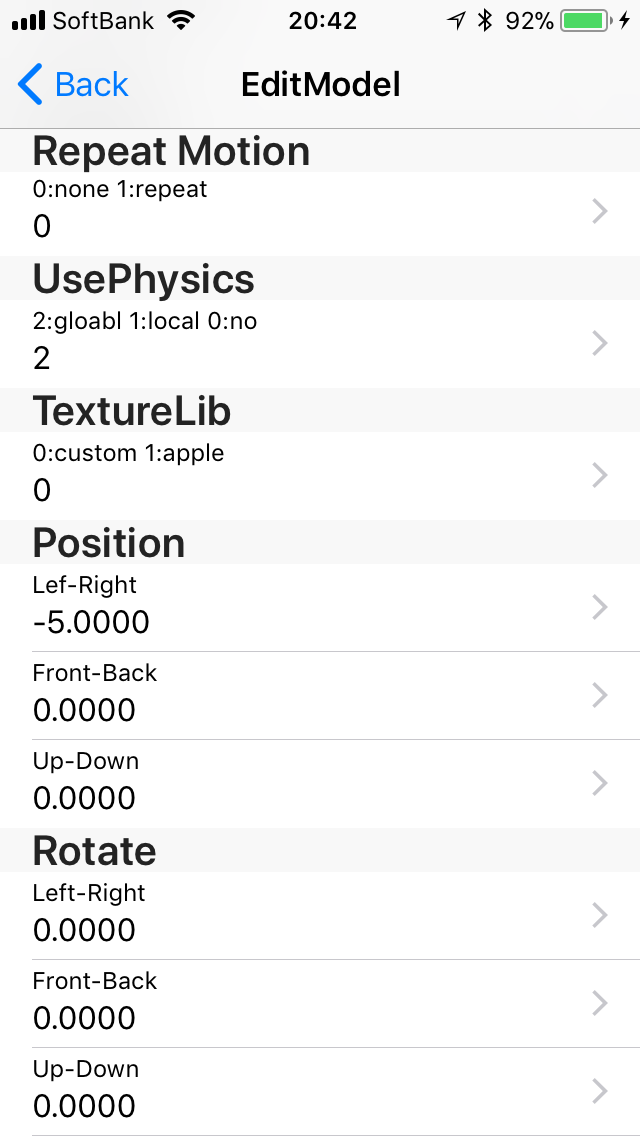 SoftBank 20:42 92%
Back EditModel
Repeat Motion
0:none 1:repeat
0
UsePhysics
2:gloabl 1:local 0:no
2
TextureLib
0:custom 1:apple
0
Position
Lef-Right
-5.0000
Front-Back
0.0000
Up-Down
0.0000
Rotate
Left-Right
0.0000
Front-Back
0.0000
Up-Down
0.0000